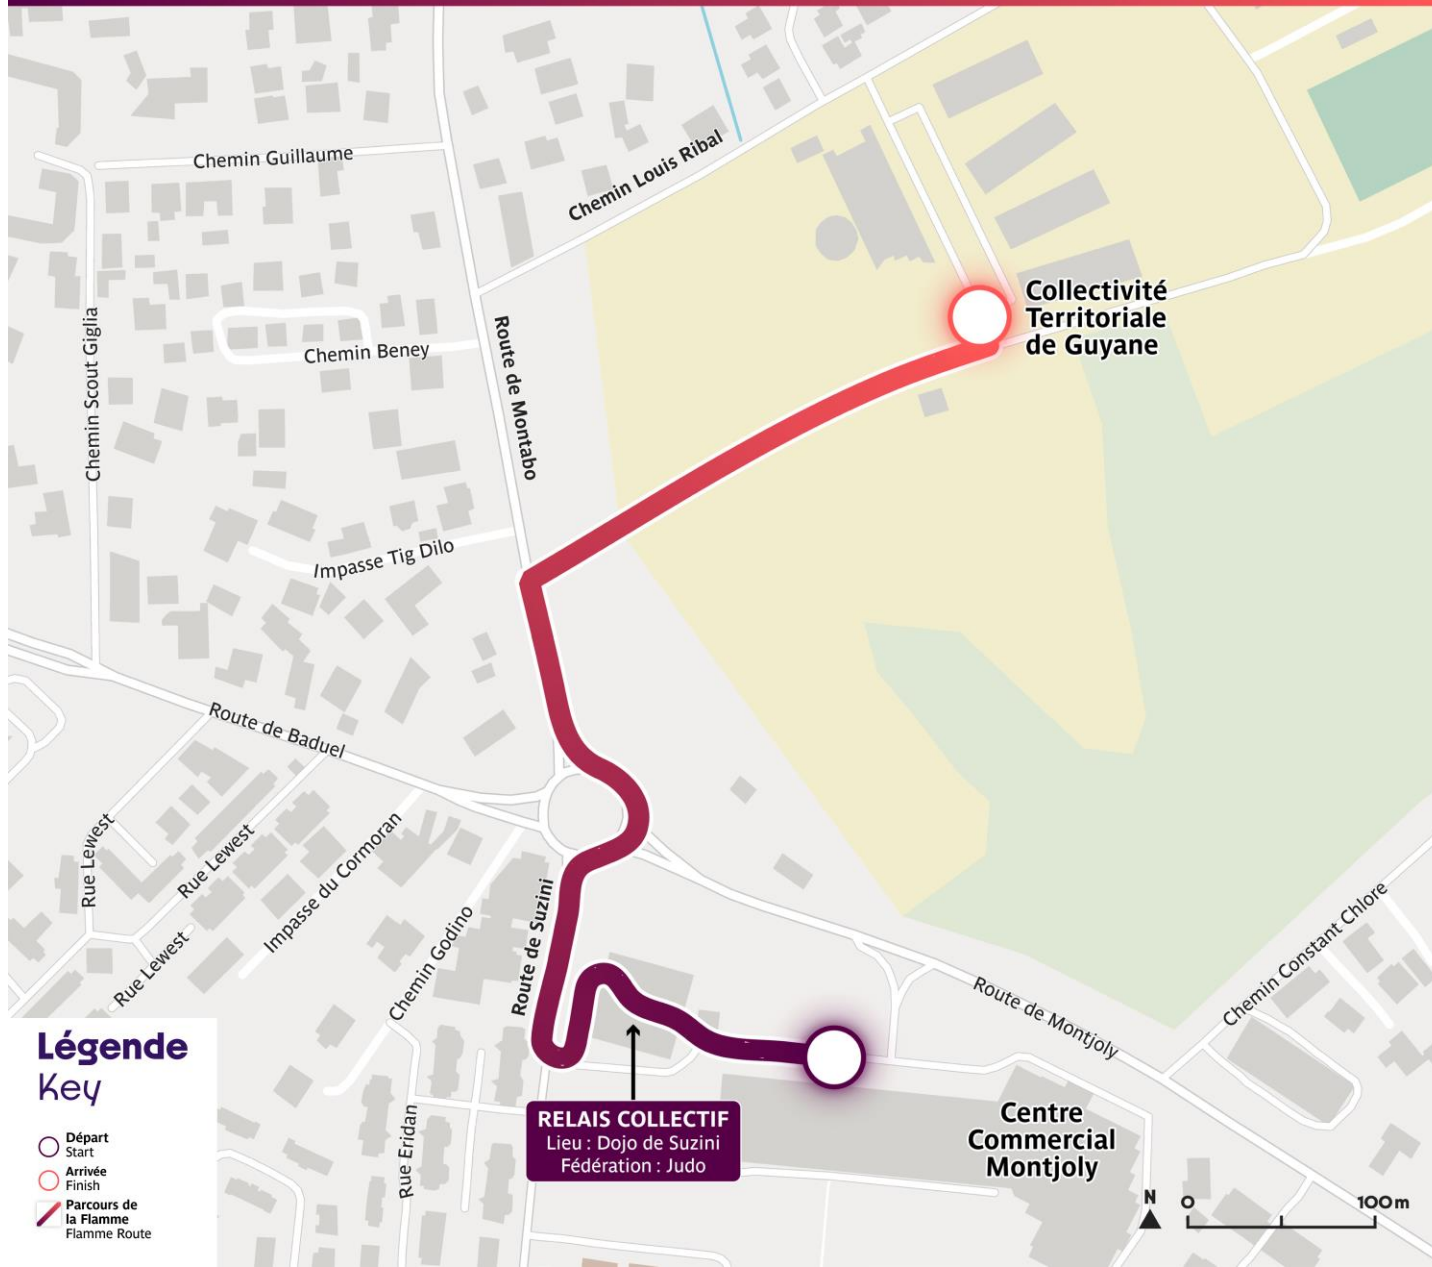 Chemin Guillaume
Chemin Louis Ribal
Collectivité
Territoriale
de Guyane
Chemin Scout Giglia
Chemin Beney
Route de Montabo
Impasse Tig Dilo
Route de Baduel
Rue Lewest
Rue Lewest
Rue Lewest
Impasse du Cormoran
Chemin Godino
Route de Suzini
Route de Montjoly
Chemin Constant Chlore
Rue Eridan
RELAIS COLLECTIF
Lieu : Dojo de Suzini
Fédération : Judo
Centre
Commercial
Montjoly
Légende
Key
Départ
Start
Arrivée
Finish
Parcours de
la Flamme
Flamme Route
N
0
100m